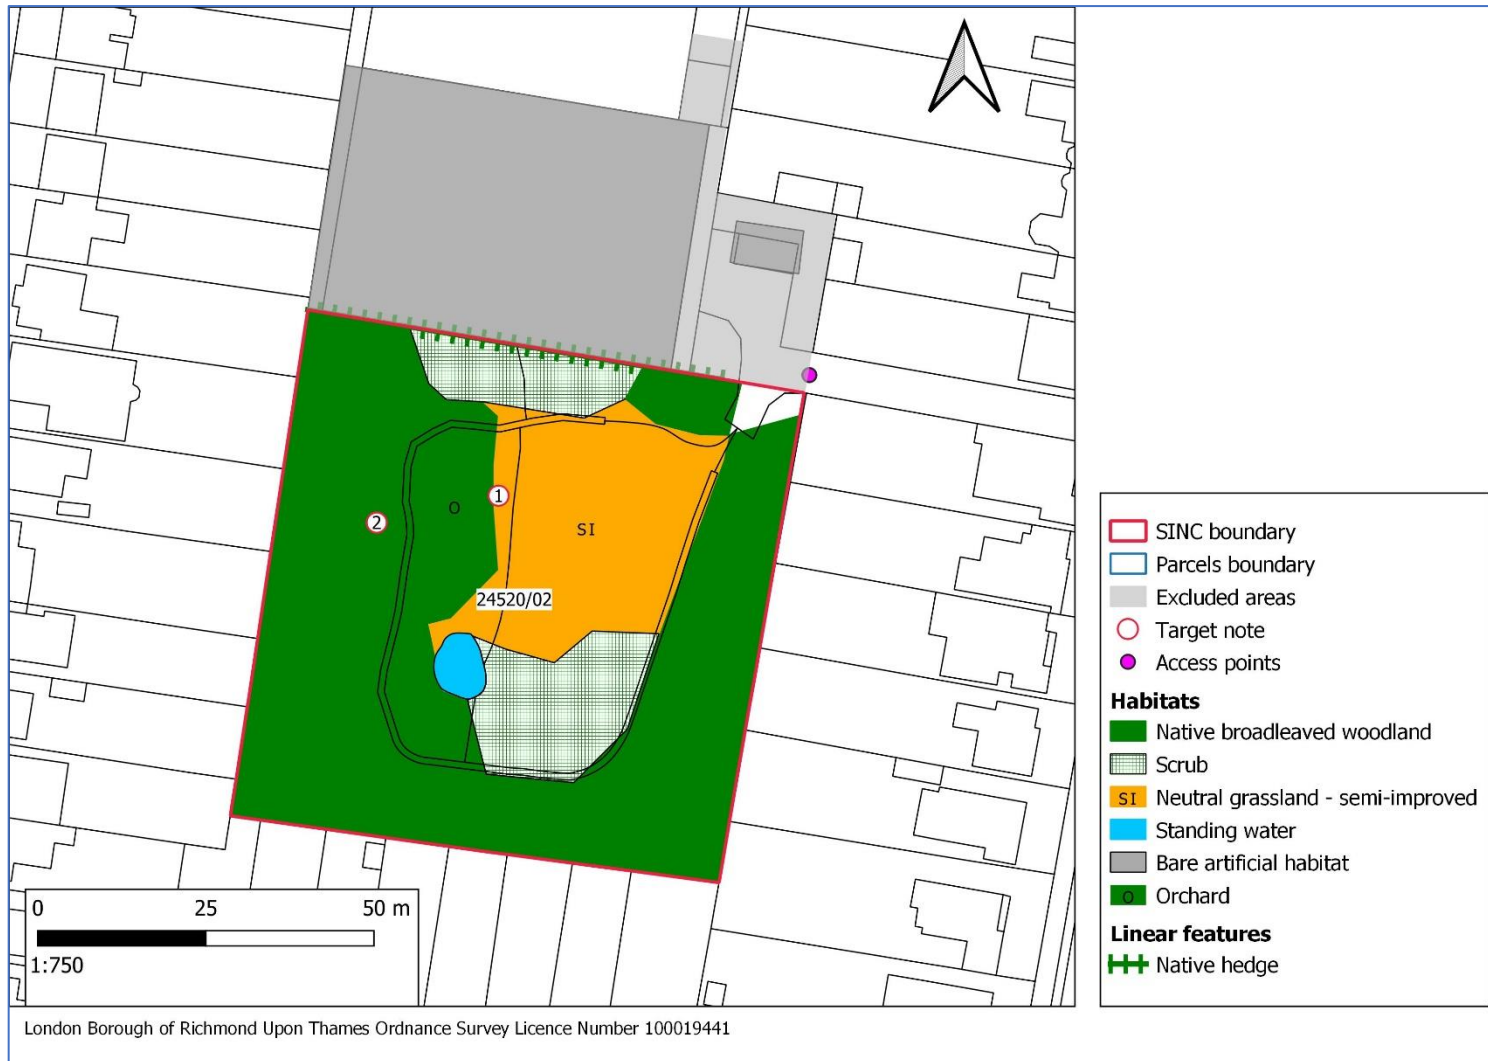 1
2
O
SI
24520/02
0 25 50 m
1:750
SINC boundary
Parcels boundary
Excluded areas
Target note
Access points
Habitats
Native broadleaved woodland
Scrub
SI Neutral grassland - semi-improved
Standing water
Bare artificial habitat
O Orchard
Linear features
Native hedge
London Borough of Richmond Upon Thames Ordnance Survey Licence Number 100019441